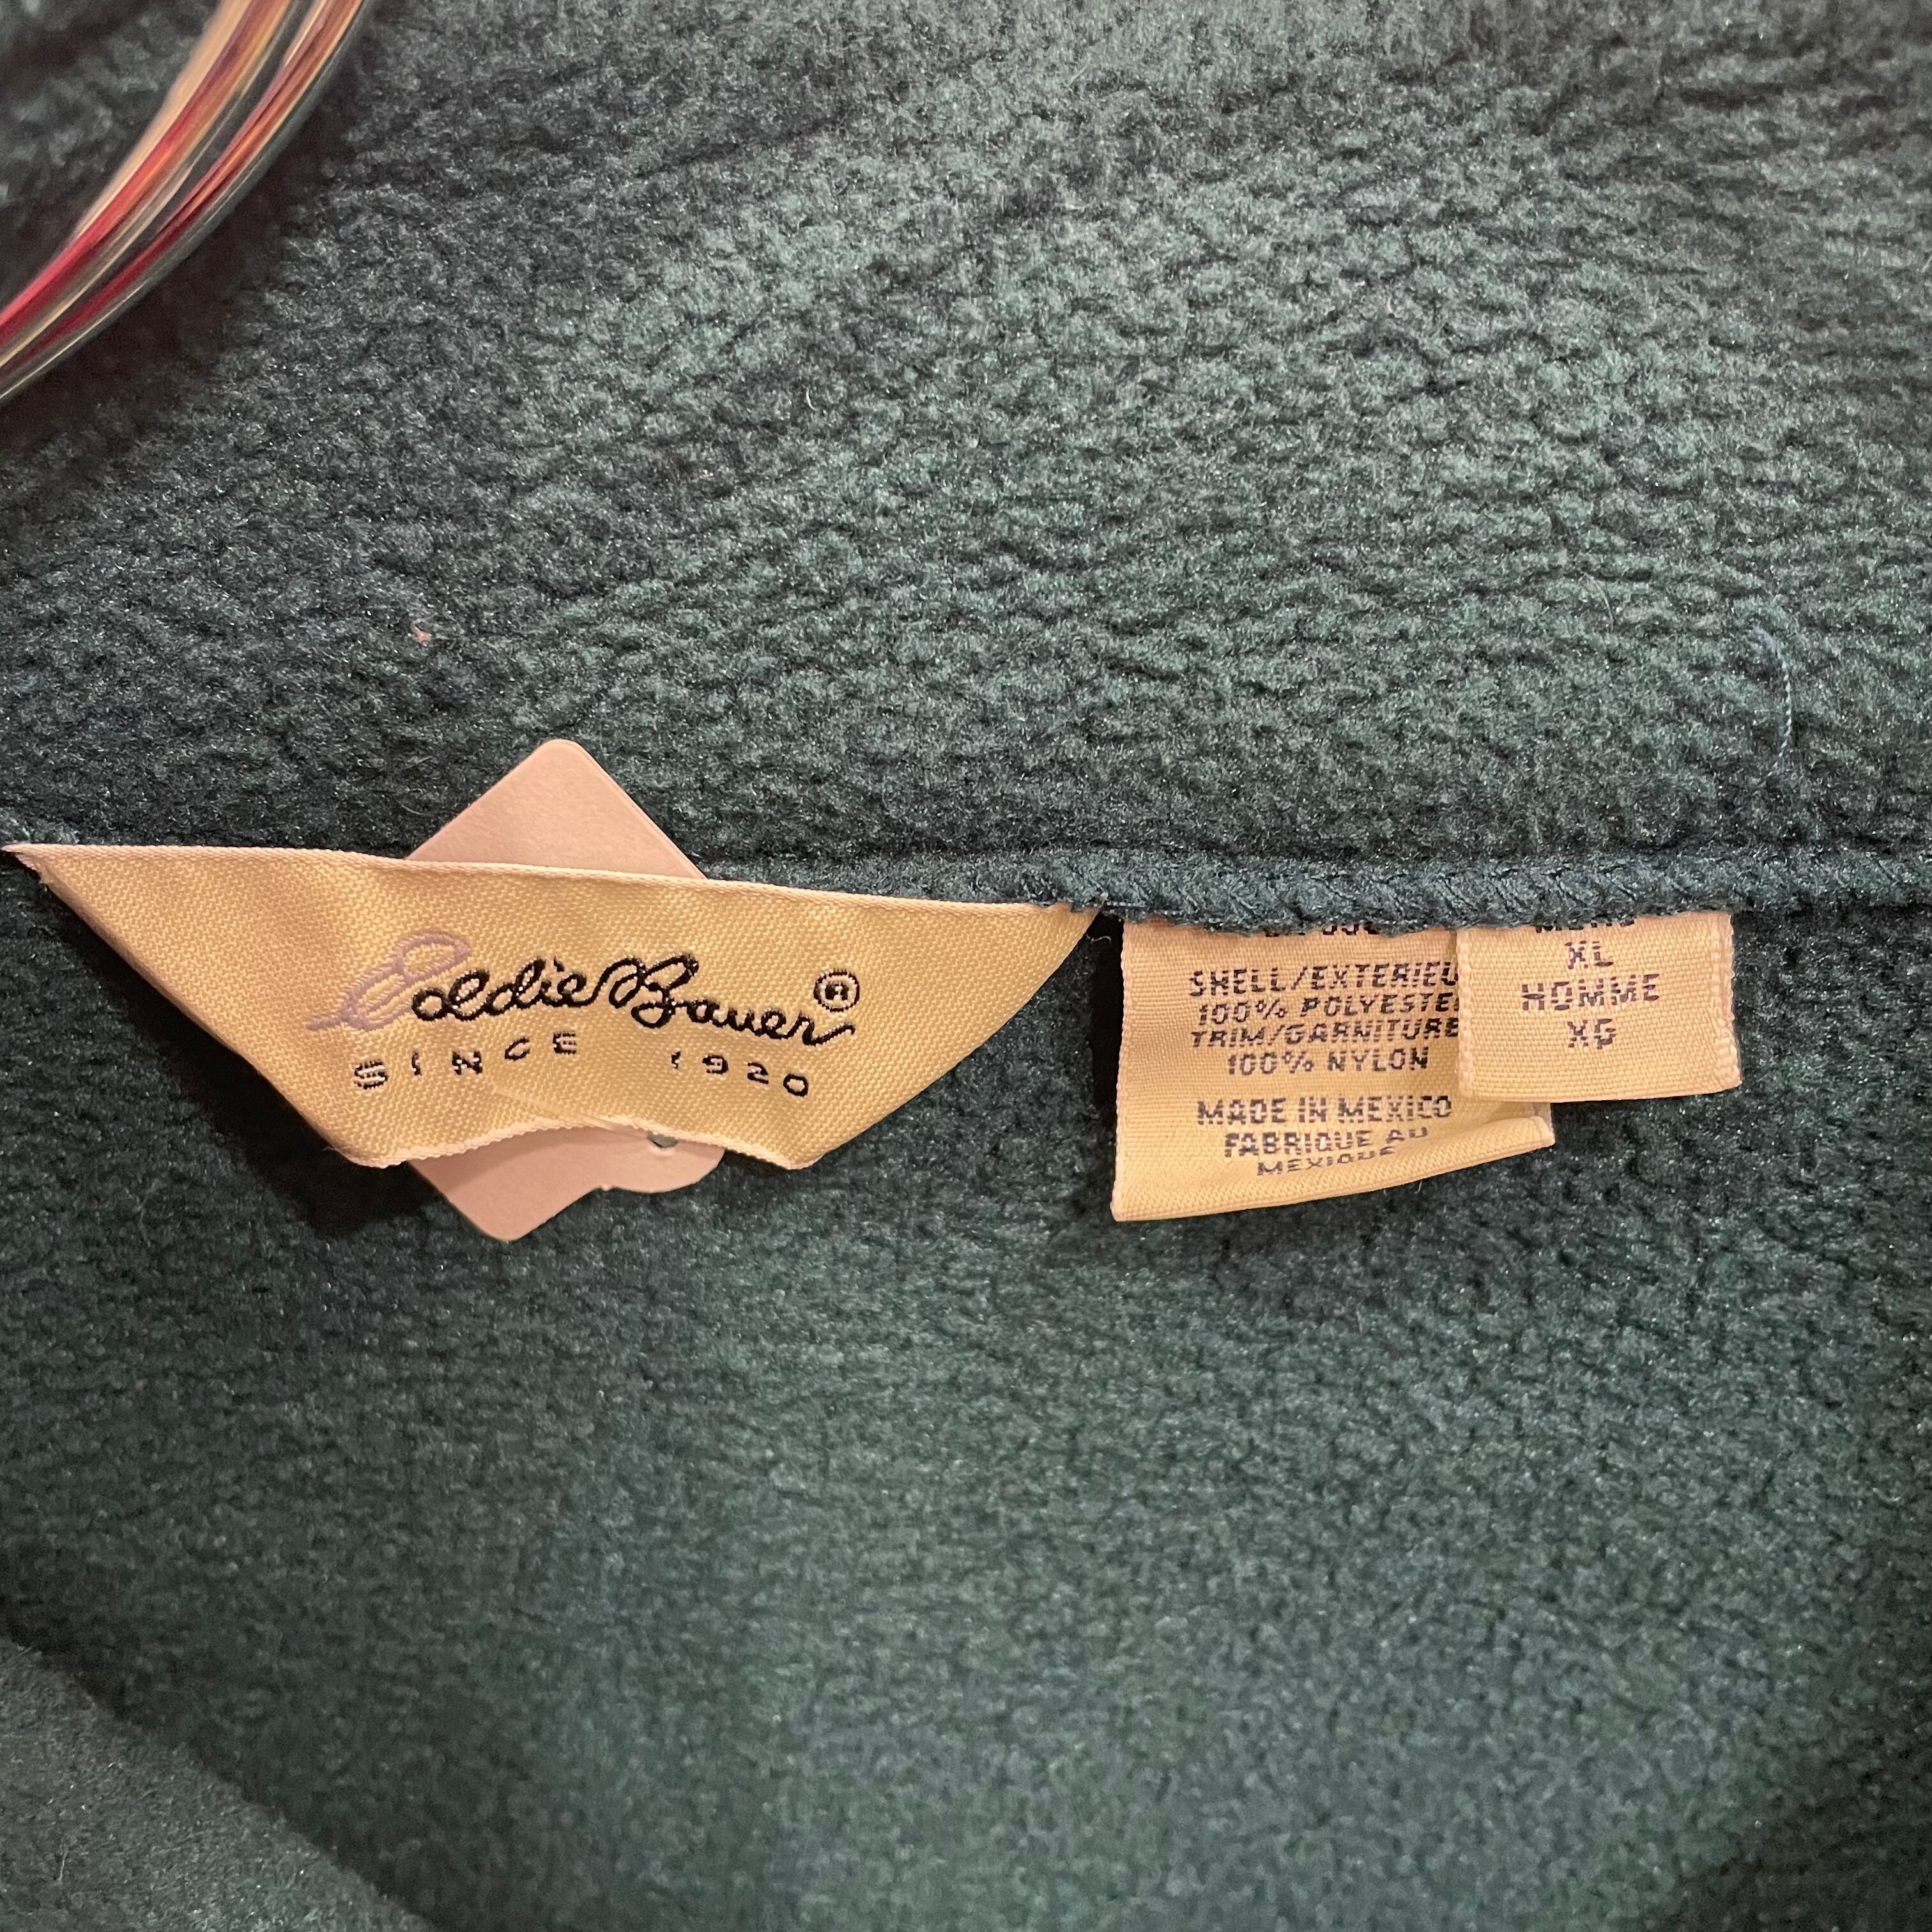 Eddie Bauer®
SINCE 1920
SHELL/EXTERIEU
100% POLYESTE
TRIM/GARNITURE
100% NYLON
MADE IN MEXICO
FABRIQUE AU
MEXIQUE
XL
HOMME
XG